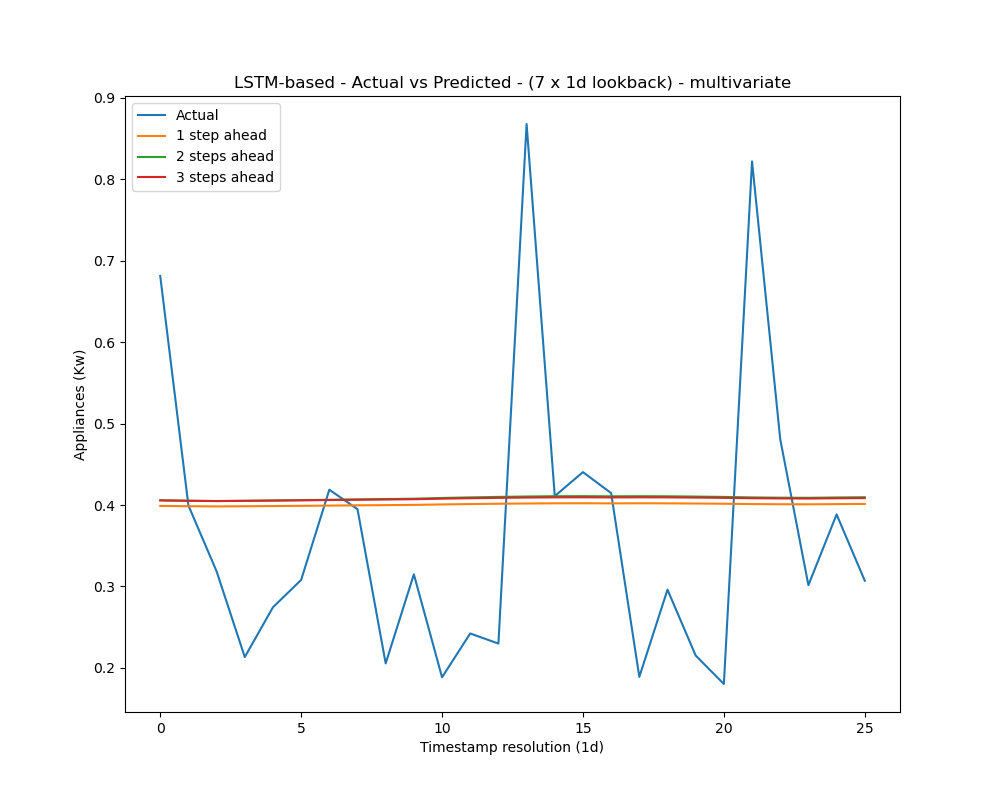 LSTM-based - Actual vs Predicted - (7 x 1d lookback) - multivariate
Actual
1 step ahead
2 steps ahead
3 steps ahead
0.9
0.8
0.7
0.6
0.5
0.4
0.3
0.2
Appliances (Kw)
0 5 10 15 20 25
Timestamp resolution (1d)